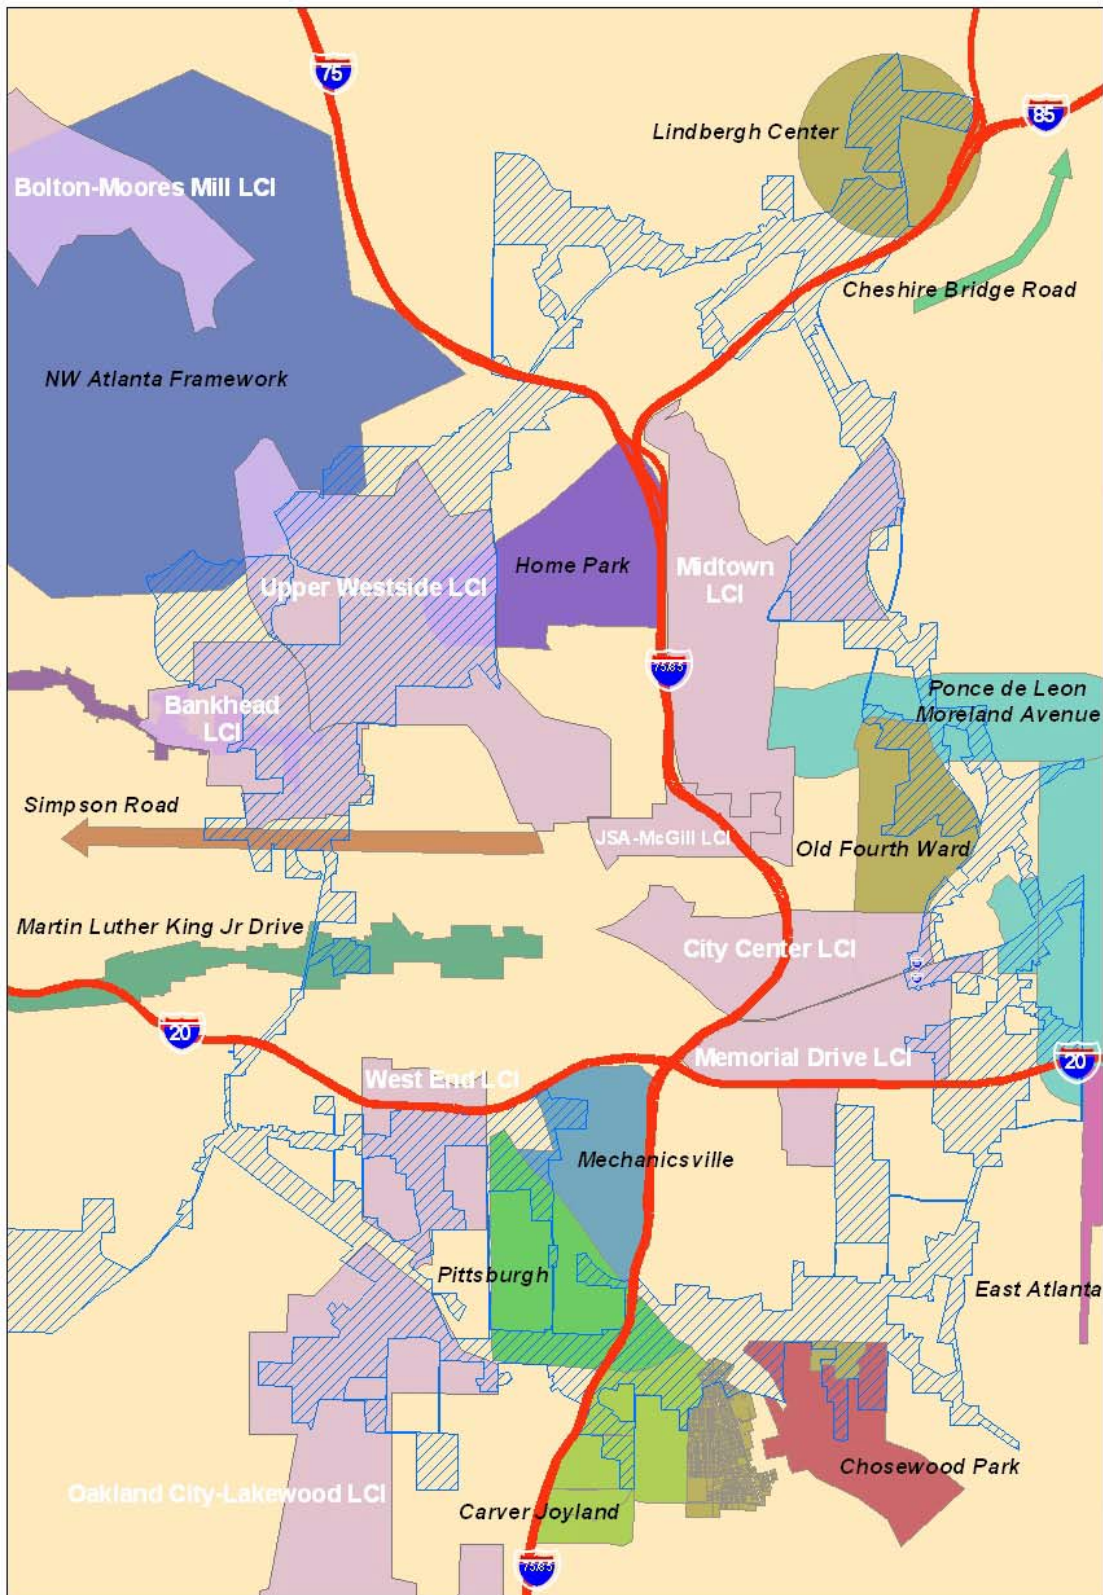 75
85
Lindbergh Center
Bolton-Moores Mill LCI
Cheshire Bridge Road
NW Atlanta Framework
Home Park
Midtown
LCI
Upper Westside LCI
75/85
Ponce de Leon
Moreland Avenue
Bankhead
LCI
Simpson Road
JSA-McGill LCI
Old Fourth Ward
Martin Luther King Jr Drive
City Center LCI
20
Memorial Drive LCI
20
West End LCI
Mechanicsville
Pittsburgh
East Atlanta
Chosewood Park
Oakland City-Lakewood LCI
Carver Joyland
75/85